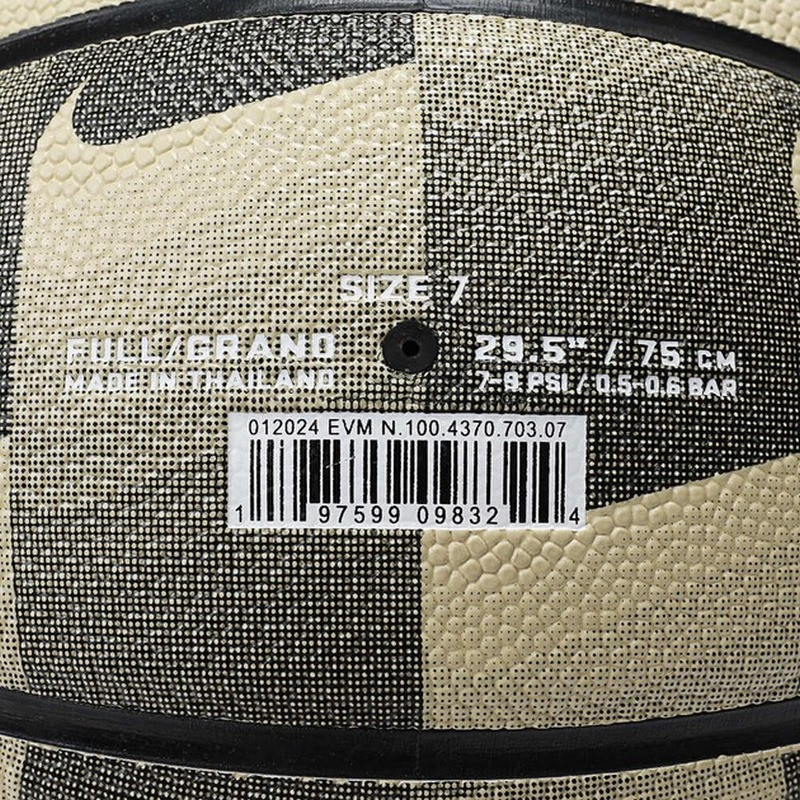 SIZE 7
FULL/GRAND 29.5" / 75 CM
MADE IN THAILAND 7-9 PSI / 0.5-0.6 BAR
012024 EVM N.100.4370.703.07
1 97599 09832 4